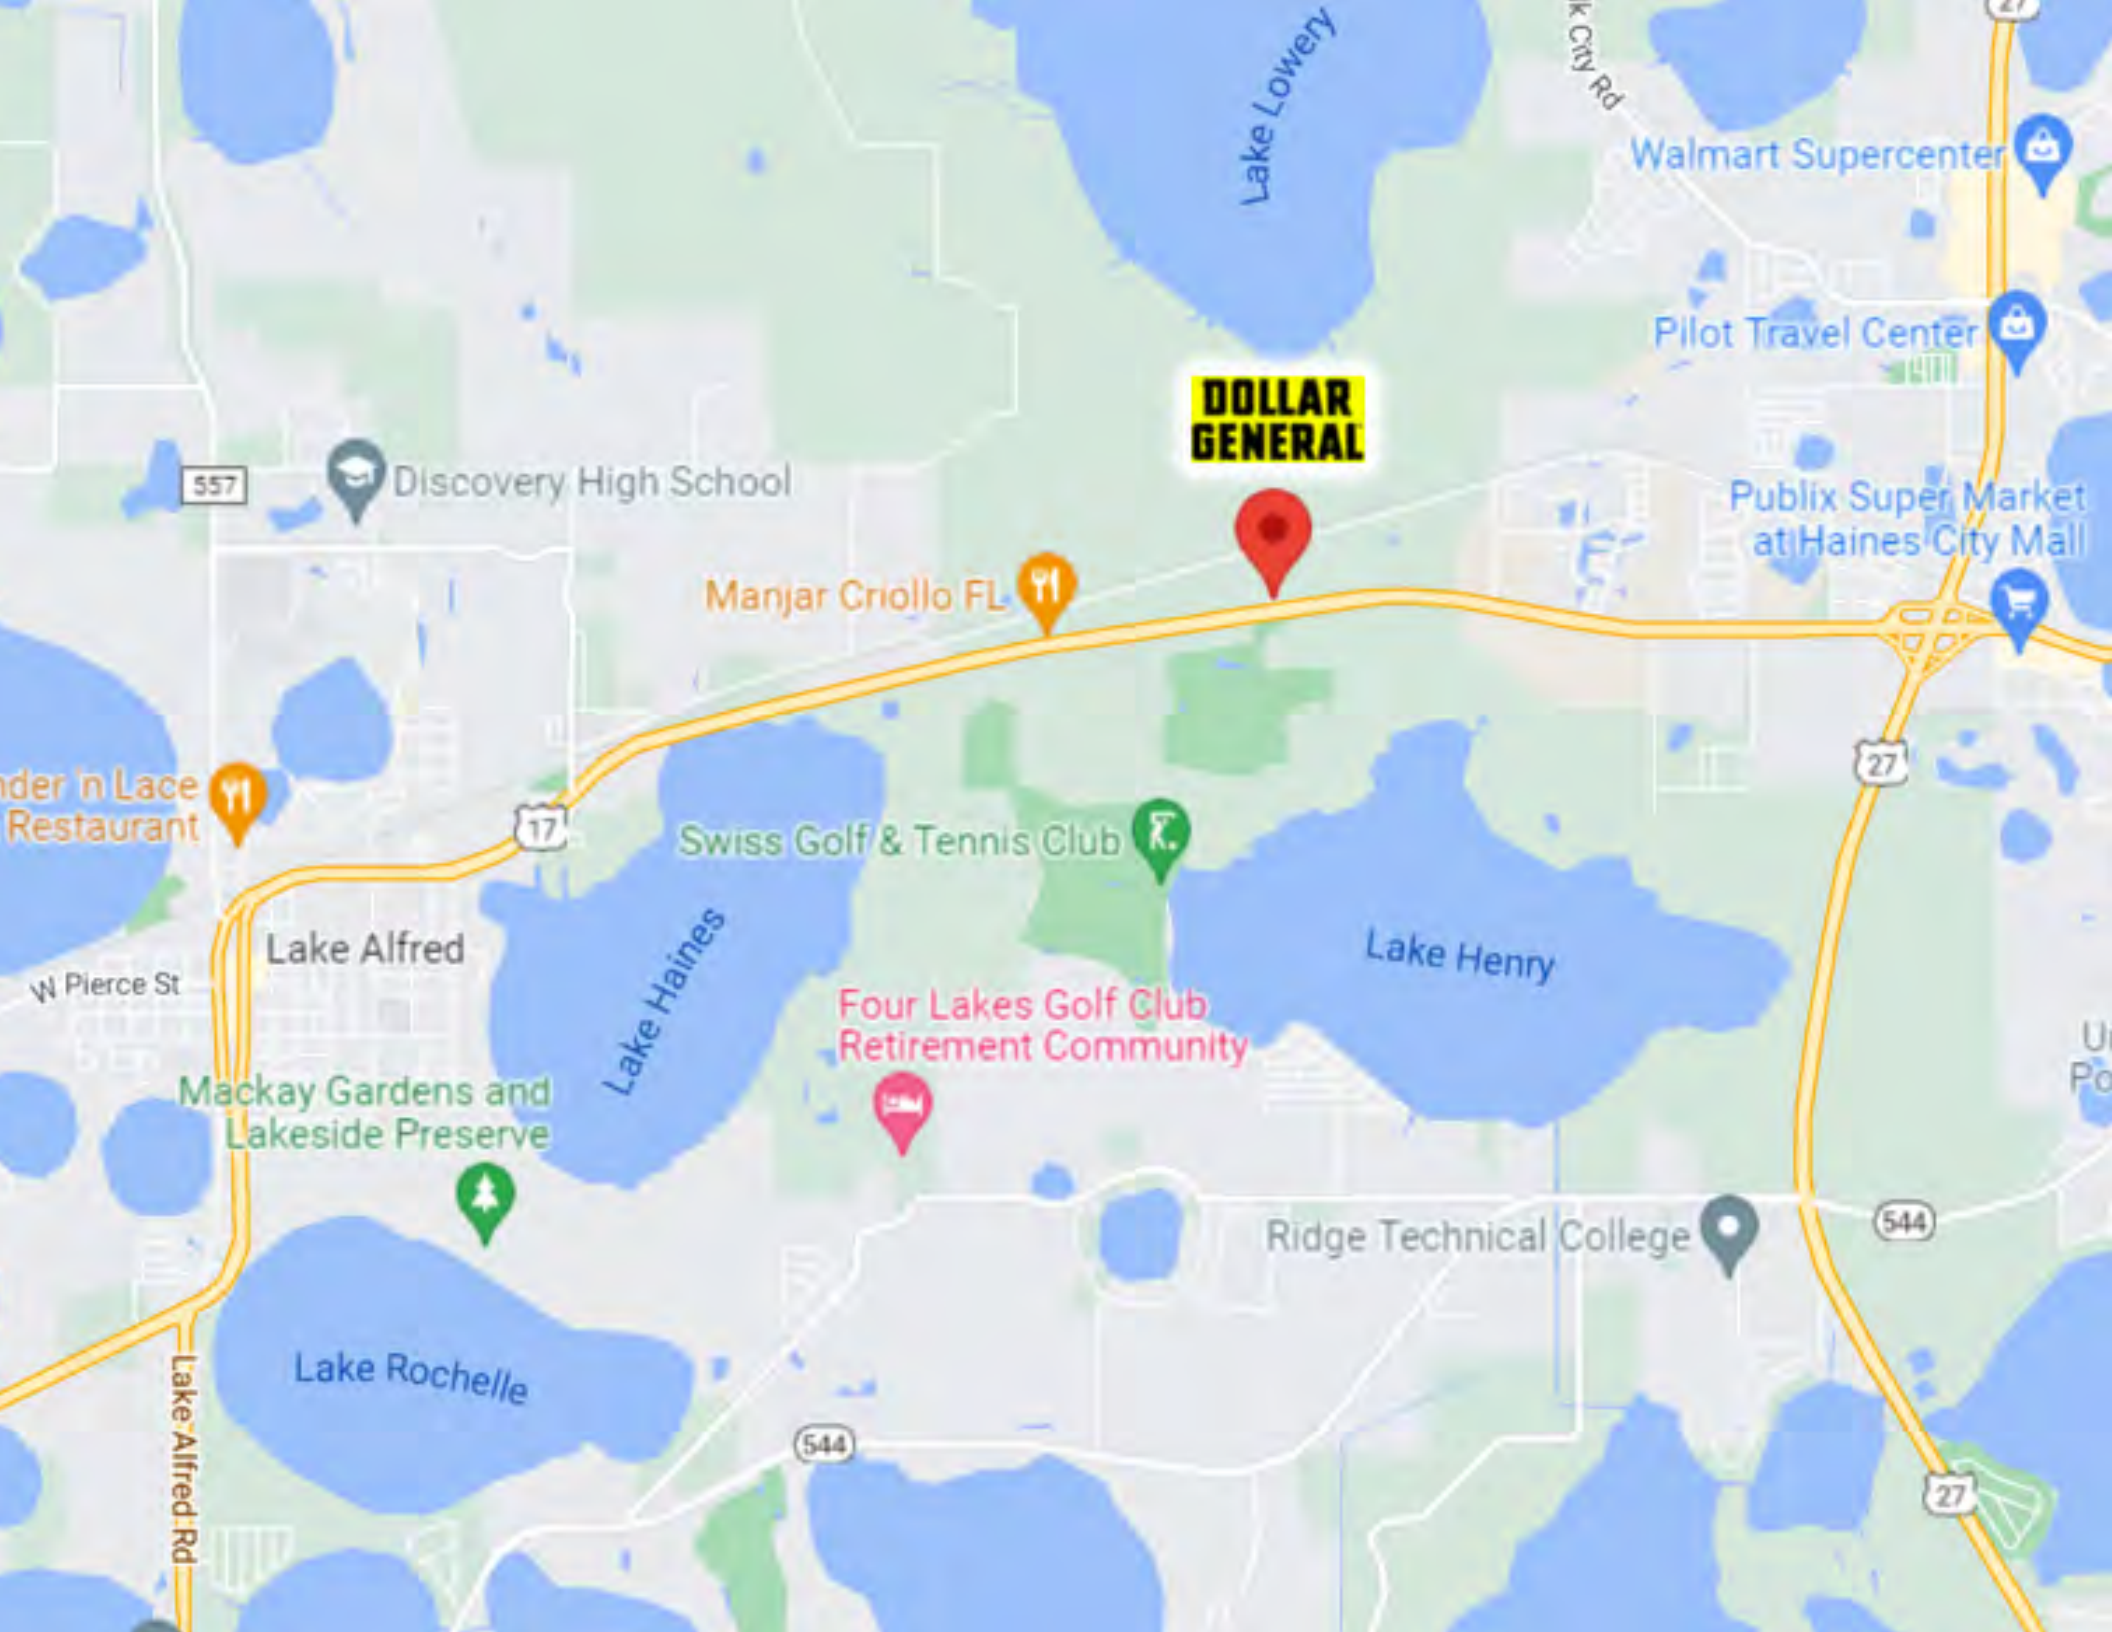 27
Lake Lowery
k City Rd
Walmart Supercenter
Pilot Travel Center
DOLLAR
GENERAL
557
Discovery High School
Publix Super Market
at Haines City Mall
Manjar Criollo FL
27
nder 'n Lace
Restaurant
17
Swiss Golf & Tennis Club
Lake Alfred
W Pierce St
Lake Haines
Lake Henry
Four Lakes Golf Club
Retirement Community
Mackay Gardens and
Lakeside Preserve
Po
544
Ridge Technical College
Lake Rochelle
Lake Alfred Rd
544
27